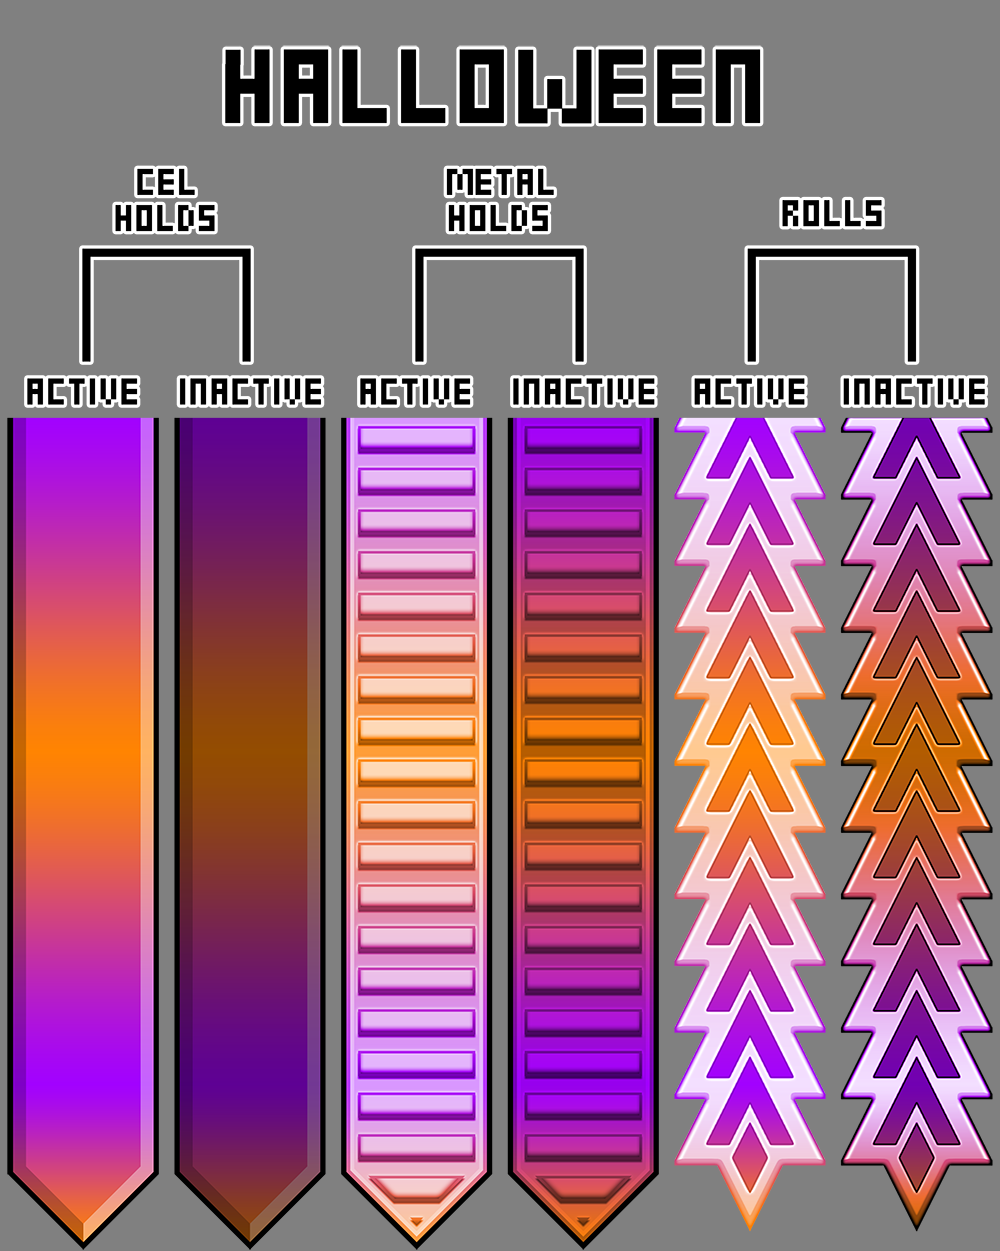 HALLOWEEN
CEL
HOLDS
METAL
HOLDS
ROLLS
ACTIVE
INACTIVE
ACTIVE
INACTIVE
ACTIVE
INACTIVE